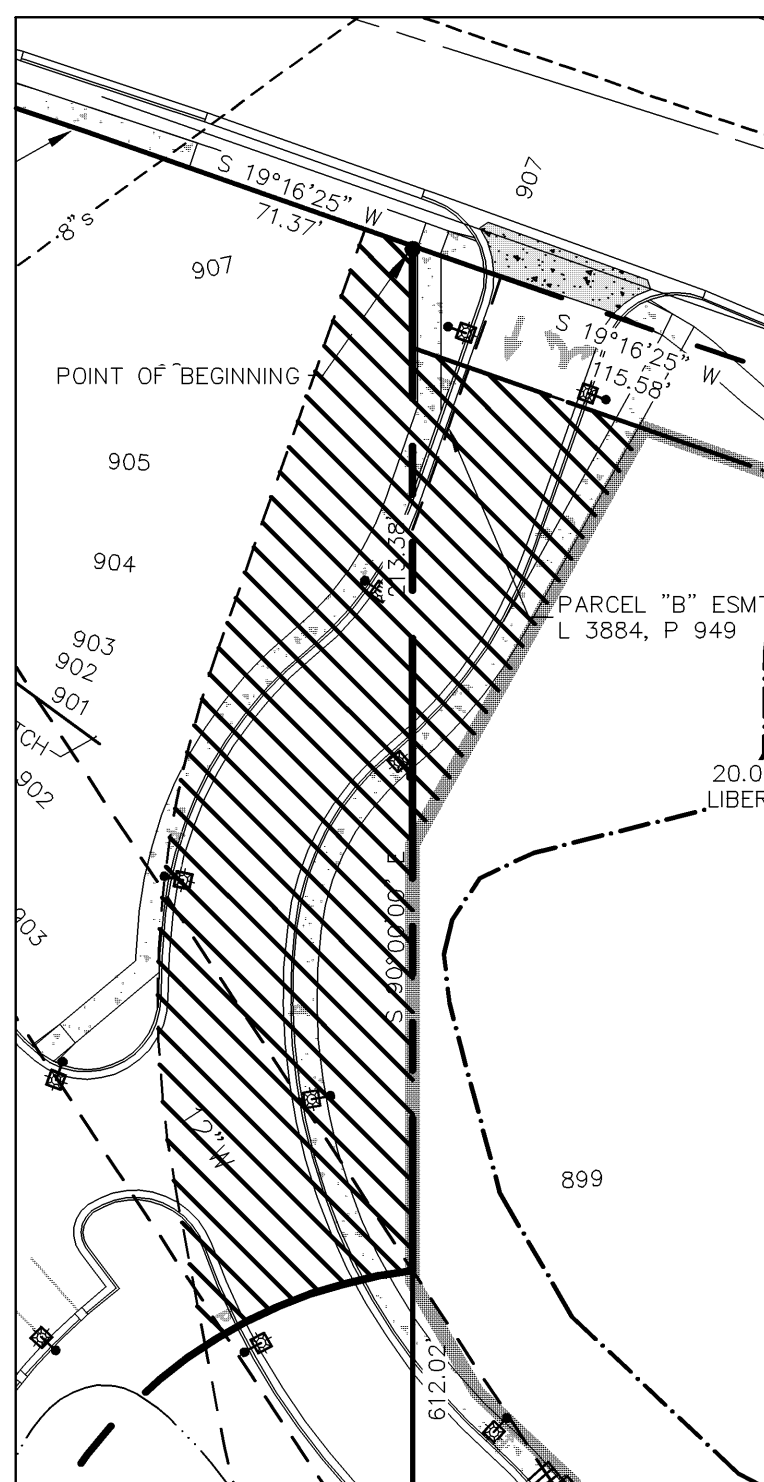 907
S 19°16'25" W
71.37'
8"s
907
S 19°16'25" W
115.58'
POINT OF BEGINNING
905
213.38'
904
PARCEL "B" ESMT
L 3884, P 949
903
902
901
TCH
902
20.0
LIBER
S 90°00'00" E
903
12"W
899
612.02'